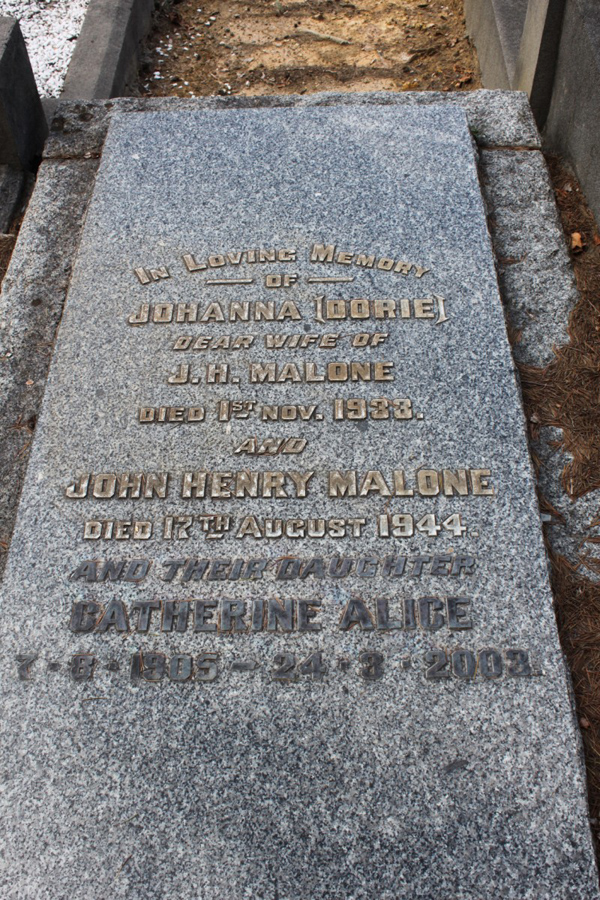 IN LOVING MEMORY
OF
JOHANNA [DORIE]
DEAR WIFE OF
J.H. MALONE
DIED 1ST NOV. 1933.
AND
JOHN HENRY MALONE
DIED 17TH AUGUST 1944.
AND THEIR DAUGHTER
CATHERINE ALICE
7 · 8 · 1905 – 24 · 3 · 2003.